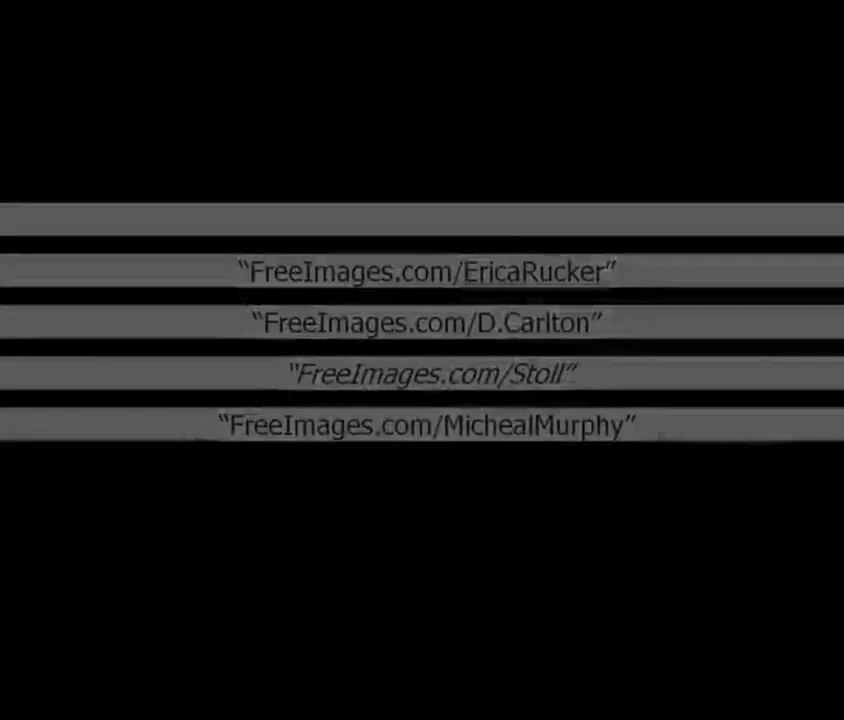 “FreeImages.com/EricaRucker”
“FreeImages.com/D.Carlton”
“FreeImages.com/Stoll”
“FreeImages.com/MichealMurphy”